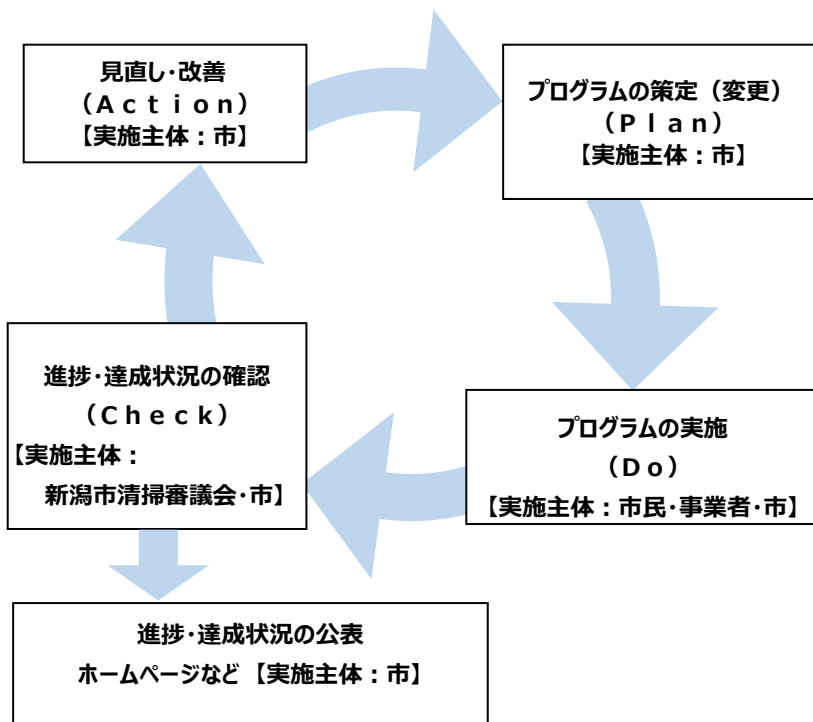 見直し・改善
（Ａｃｔｉｏｎ）
【実施主体：市】
プログラムの策定（変更）
（Ｐｌａｎ）
【実施主体：市】
進捗・達成状況の確認
（Ｃｈｅｃｋ）
【実施主体：
新潟市清掃審議会・市】
プログラムの実施
（Ｄｏ）
【実施主体：市民・事業者・市】
進捗・達成状況の公表
ホームページなど【実施主体：市】